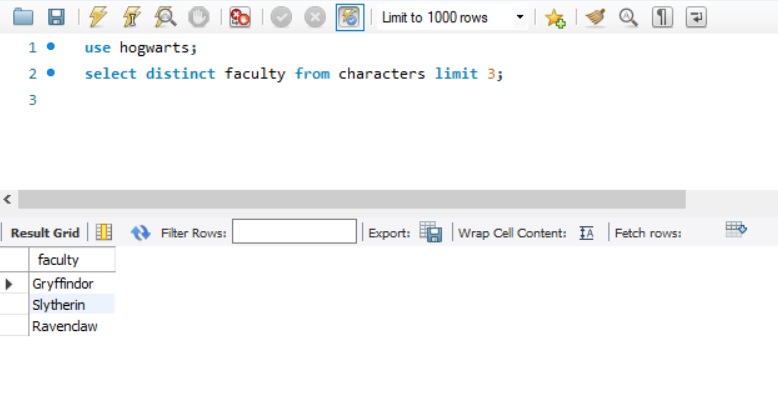 Limit to 1000 rows
1 use hogwarts;
2 select distinct faculty from characters limit 3;
3
Result Grid Filter Rows: Export: Wrap Cell Content: Fetch rows:
faculty
Gryffindor
Slytherin
Ravenclaw